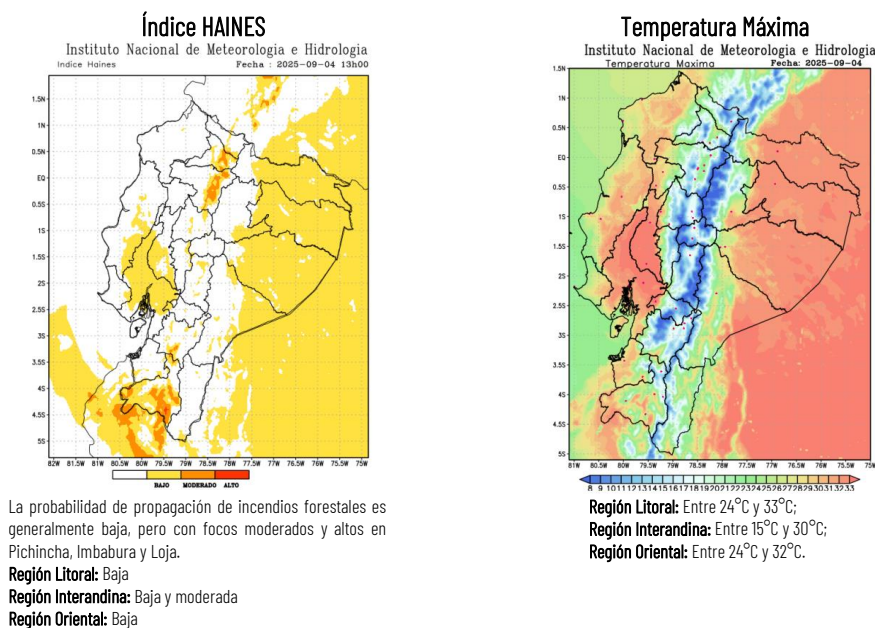 Índice HAINES
Instituto Nacional de Meteorologia e Hidrologia
Indice Haines Fecha : 2025-09-04 13h00
1.5N
1N
0.5N
EQ
0.5S
1S
1.5S
2S
2.5S
3S
3.5S
4S
4.5S
5S
82W 81.5W 81W 80.5W 80W 79.5W 79W 78.5W 78W 77.5W 77W 76.5W 76W 75.5W 75W
BAJO MODERADO ALTO
La probabilidad de propagación de incendios forestales es
generalmente baja, pero con focos moderados y altos en
Pichincha, Imbabura y Loja.
Región Litoral: Baja
Región Interandina: Baja y moderada
Región Oriental: Baja
Temperatura Máxima
Instituto Nacional de Meteorologia e Hidrologia
Temperatura Maxima Fecha: 2025-09-04
1.5N
1N
0.5N
EQ
0.5S
1S
1.5S
2S
2.5S
3S
3.5S
4S
4.5S
5S
81W 80.5W 80W 79.5W 79W 78.5W 78W 77.5W 77W 76.5W 76W 75.5W 75W
8 9 10 11 12 13 14 15 16 17 18 19 20 21 22 23 24 25 26 27 28 29 30 31 32 33
Región Litoral: Entre 24°C y 33°C;
Región Interandina: Entre 15°C y 30°C;
Región Oriental: Entre 24°C y 32°C.